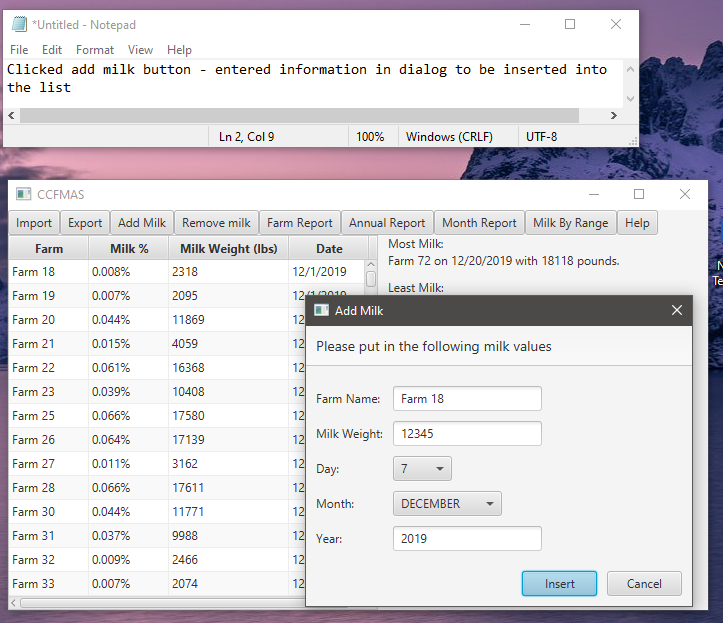 *Untitled - Notepad
File Edit Format View Help
Clicked add milk button - entered information in dialog to be inserted into
the list
Ln 2, Col 9 100% Windows (CRLF) UTF-8
CCFMAS
Import Export Add Milk Remove milk Farm Report Annual Report Month Report Milk By Range Help
Farm Milk % Milk Weight (lbs) Date
Farm 18 0.008% 2318 12/1/2019
Farm 19 0.007% 2095 12/1/2019
Farm 20 0.044% 11869 12
Farm 21 0.015% 4059 12
Farm 22 0.061% 16368 12
Farm 23 0.039% 10408 12
Farm 25 0.066% 17580 12
Farm 26 0.064% 17139 12
Farm 27 0.011% 3162 12
Farm 28 0.066% 17611 12
Farm 30 0.044% 11771 12
Farm 31 0.037% 9988 12
Farm 32 0.009% 2466 12
Farm 33 0.007% 2074 12
Most Milk:
Farm 72 on 12/20/2019 with 18118 pounds.
Least Milk:
Add Milk
Please put in the following milk values
Farm Name: Farm 18
Milk Weight: 12345
Day: 7
Month: DECEMBER
Year: 2019
Insert Cancel